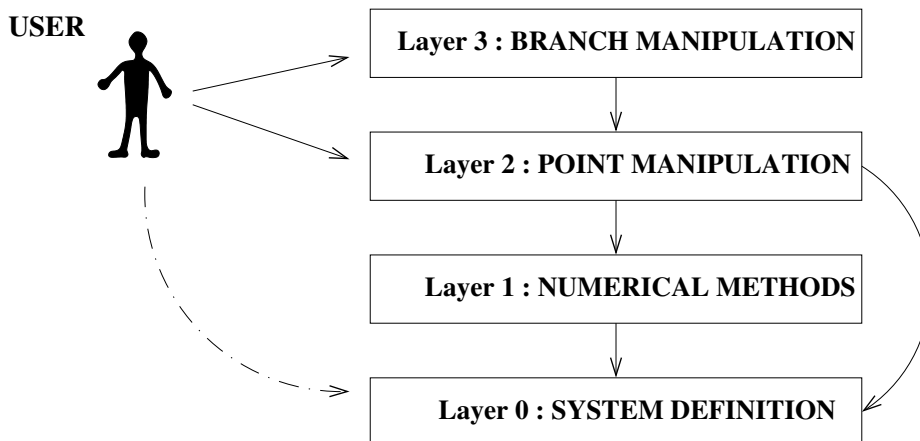 USER
Layer 3 : BRANCH MANIPULATION
Layer 2 : POINT MANIPULATION
Layer 1 : NUMERICAL METHODS
Layer 0 : SYSTEM DEFINITION